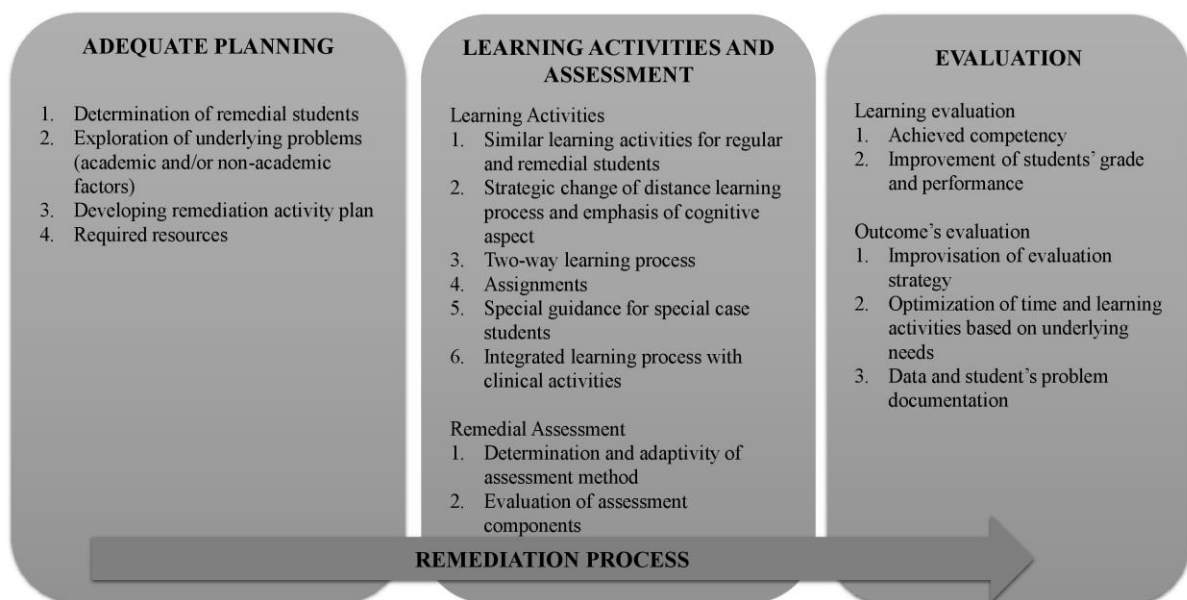 ADEQUATE PLANNING
1. Determination of remedial students
2. Exploration of underlying problems
(academic and/or non-academic
factors)
3. Developing remediation activity plan
4. Required resources
LEARNING ACTIVITIES AND
ASSESSMENT
Learning Activities
1. Similar learning activities for regular
and remedial students
2. Strategic change of distance learning
process and emphasis of cognitive
aspect
3. Two-way learning process
4. Assignments
5. Special guidance for special case
students
6. Integrated learning process with
clinical activities
Remedial Assessment
1. Determination and adaptivity of
assessment method
2. Evaluation of assessment
components
EVALUATION
Learning evaluation
1. Achieved competency
2. Improvement of students’ grade
and performance
Outcome’s evaluation
1. Improvisation of evaluation
strategy
2. Optimization of time and learning
activities based on underlying
needs
3. Data and student’s problem
documentation
REMEDIATION PROCESS